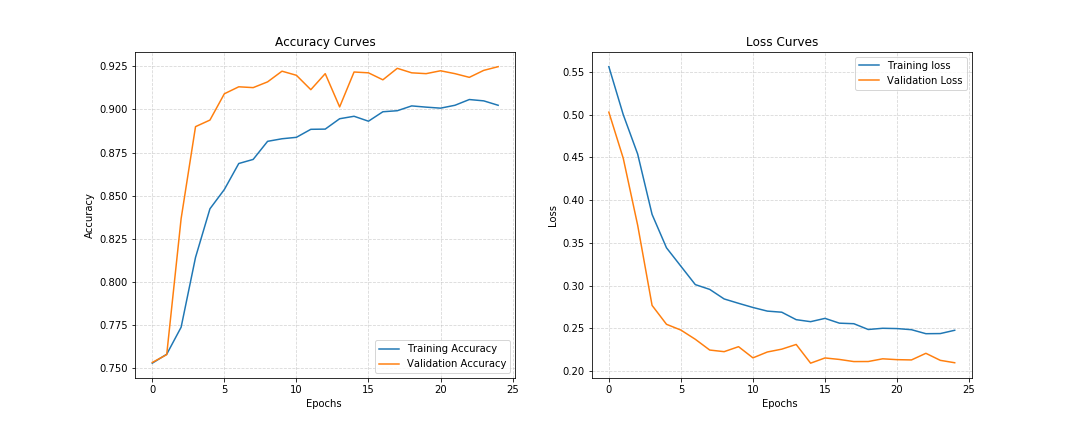 Accuracy Curves
Accuracy
0.925
0.900
0.875
0.850
0.825
0.800
0.775
0.750
0 5 10 15 20 25
Epochs
Training Accuracy
Validation Accuracy
Loss Curves
Loss
0.55
0.50
0.45
0.40
0.35
0.30
0.25
0.20
0 5 10 15 20 25
Epochs
Training loss
Validation Loss